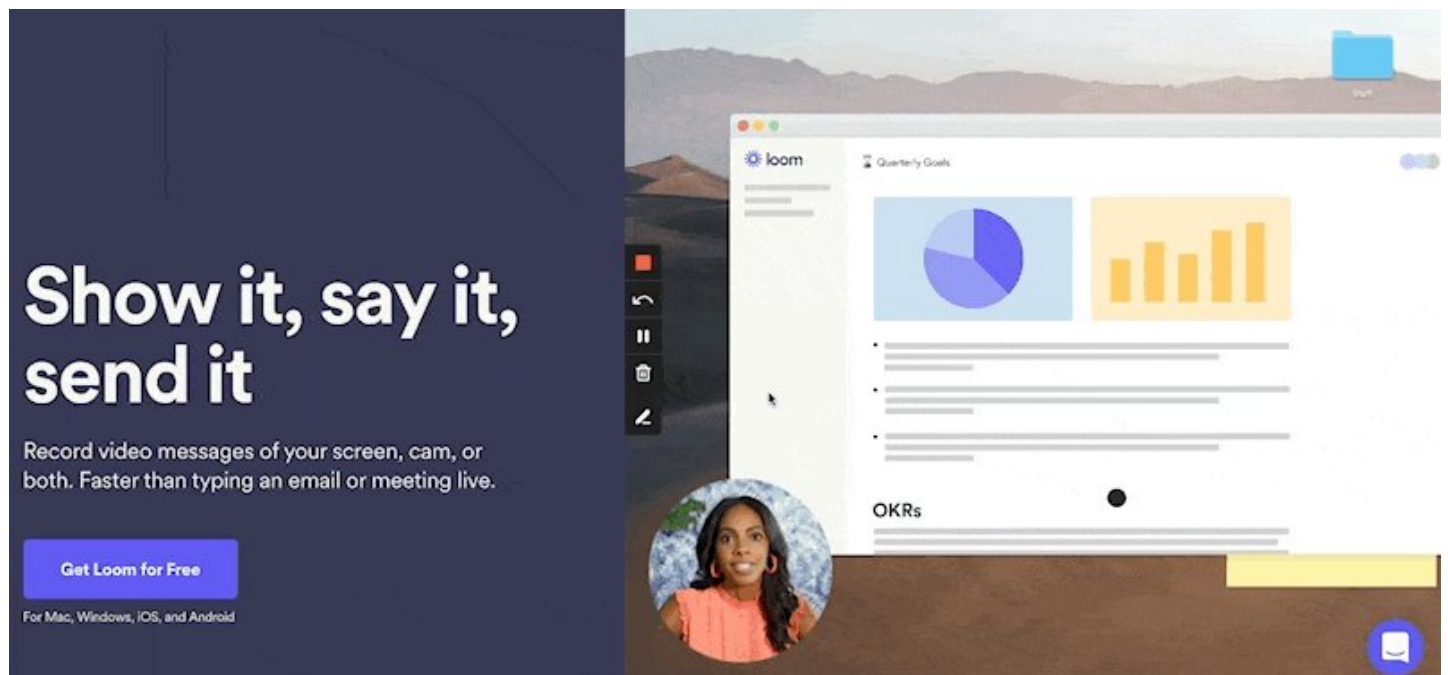 Show it, say it,
send it
Record video messages of your screen, cam, or
both. Faster than typing an email or meeting live.
Get Loom for Free
For Mac, Windows, iOS, and Android
loom
Quarterly Goals
OKRs